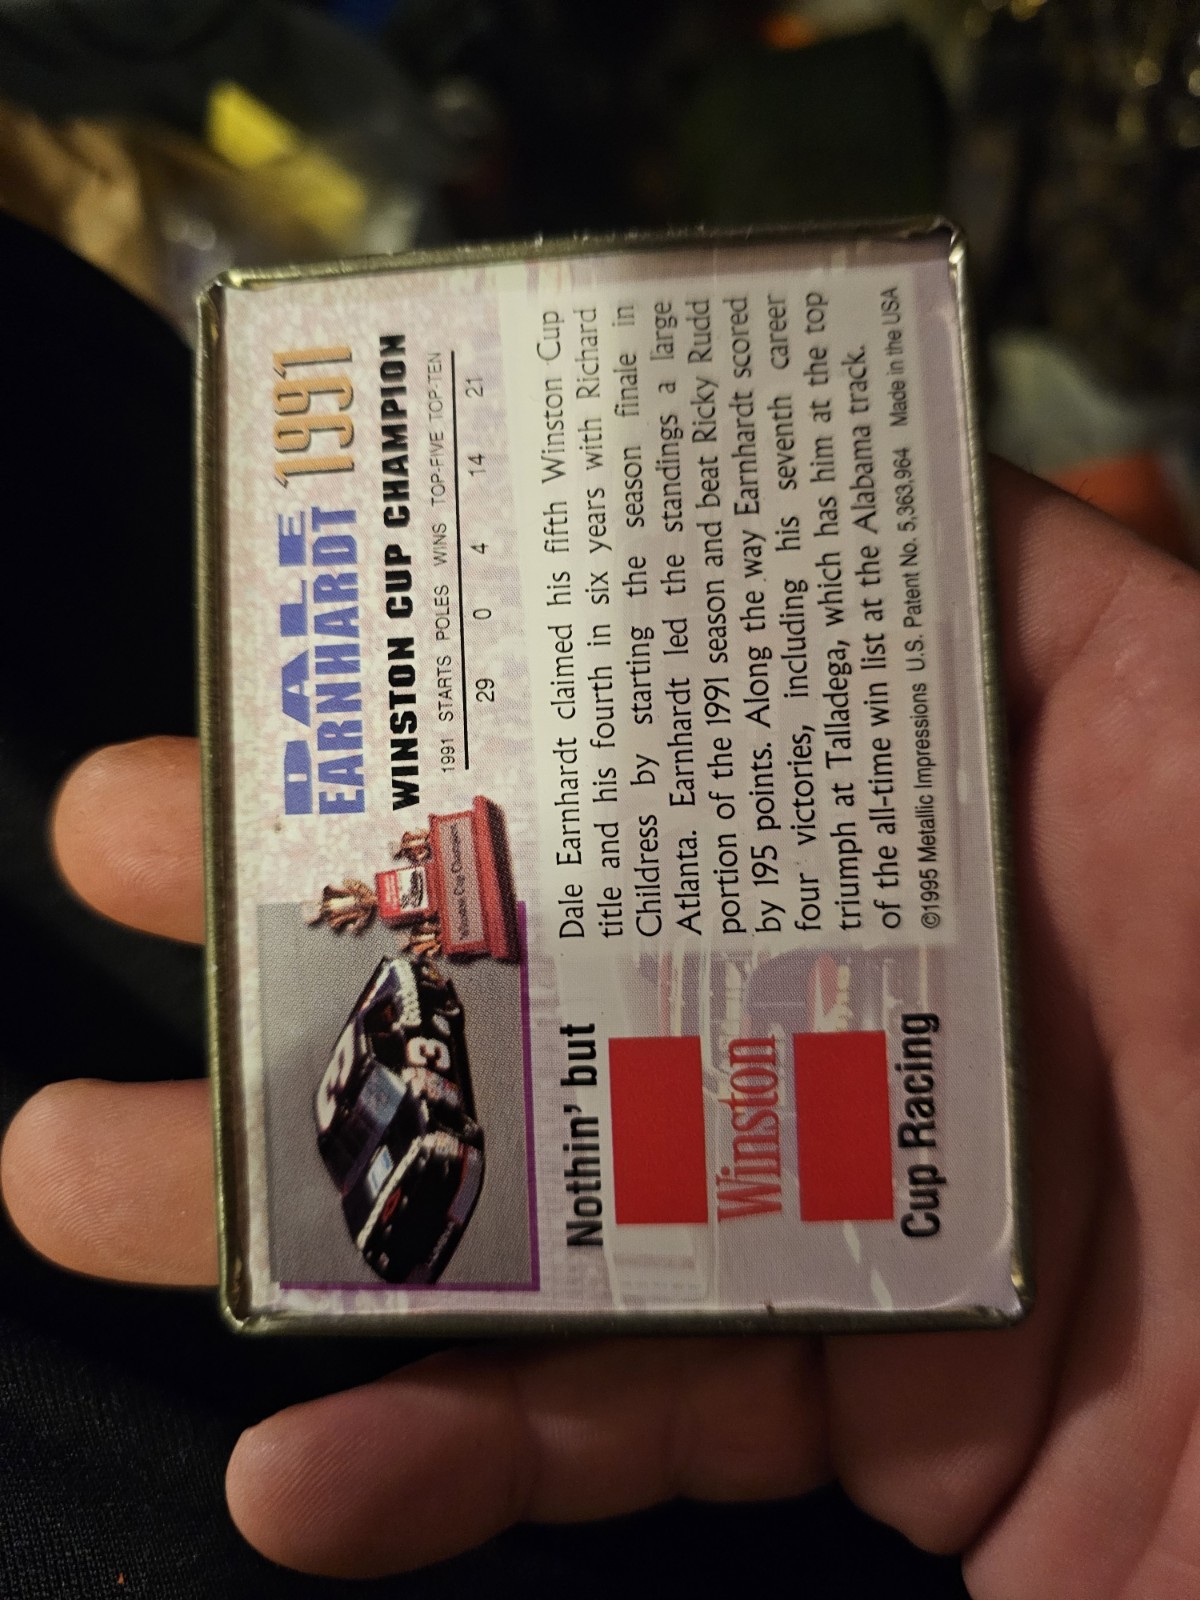 DALE
EARNHARDT 1991
WINSTON CUP CHAMPION
1991 STARTS POLES WINS TOP-FIVE TOP-TEN
29 0 4 14 21
3
33
Winston Cup Champion
Dale Earnhardt claimed his fifth Winston Cup
title and his fourth in six years with Richard
Childress by starting the season finale in
Atlanta. Earnhardt led the standings a large
portion of the 1991 season and beat Ricky Rudd
by 195 points. Along the way Earnhardt scored
four victories, including his seventh career
triumph at Talladega, which has him at the top
of the all-time win list at the Alabama track.
©1995 Metallic Impressions U.S. Patent No. 5,363,964 Made in the USA
Nothin' but
Winston
Cup Racing